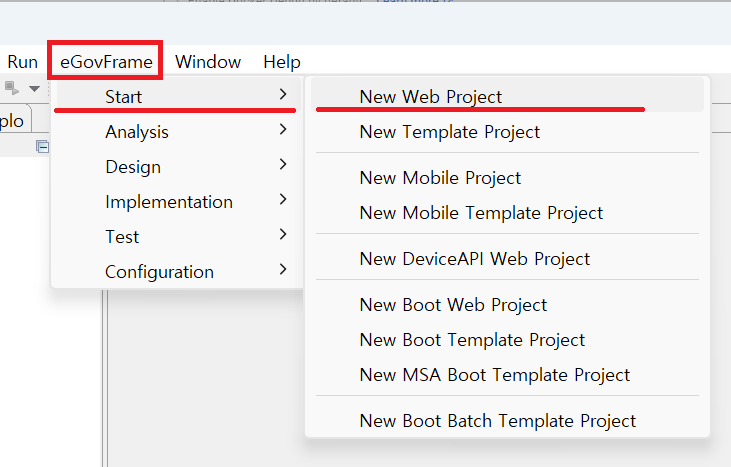 Run eGovFrame Window Help
plo
Start
Analysis
Design
Implementation
Test
Configuration
New Web Project
New Template Project
New Mobile Project
New Mobile Template Project
New DeviceAPI Web Project
New Boot Web Project
New Boot Template Project
New MSA Boot Template Project
New Boot Batch Template Project